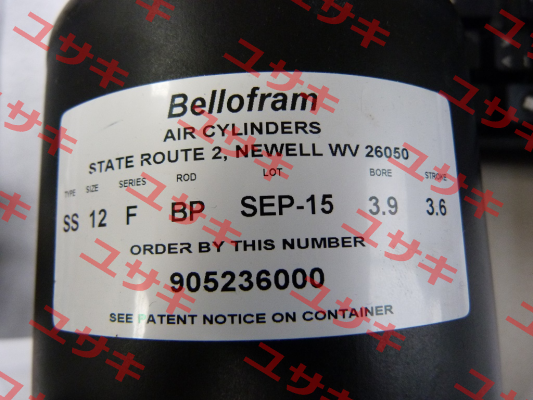 Bellofram
AIR CYLINDERS
STATE ROUTE 2, NEWELL WV 26050
TYPE SIZE SERIES ROD LOT BORE STROKE
SS 12 F BP SEP-15 3.9 3.6
ORDER BY THIS NUMBER
905236000
SEE PATENT NOTICE ON CONTAINER
ユサキ